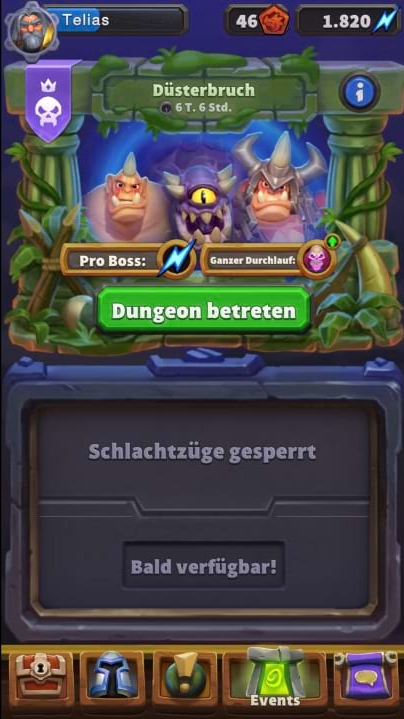 Telias
46
1.820
Düsterbruch
6 T. 6 Std.
Pro Boss:
Ganzer Durchlauf:
Dungeon betreten
Schlachtzüge gesperrt
Bald verfügbar!
Events